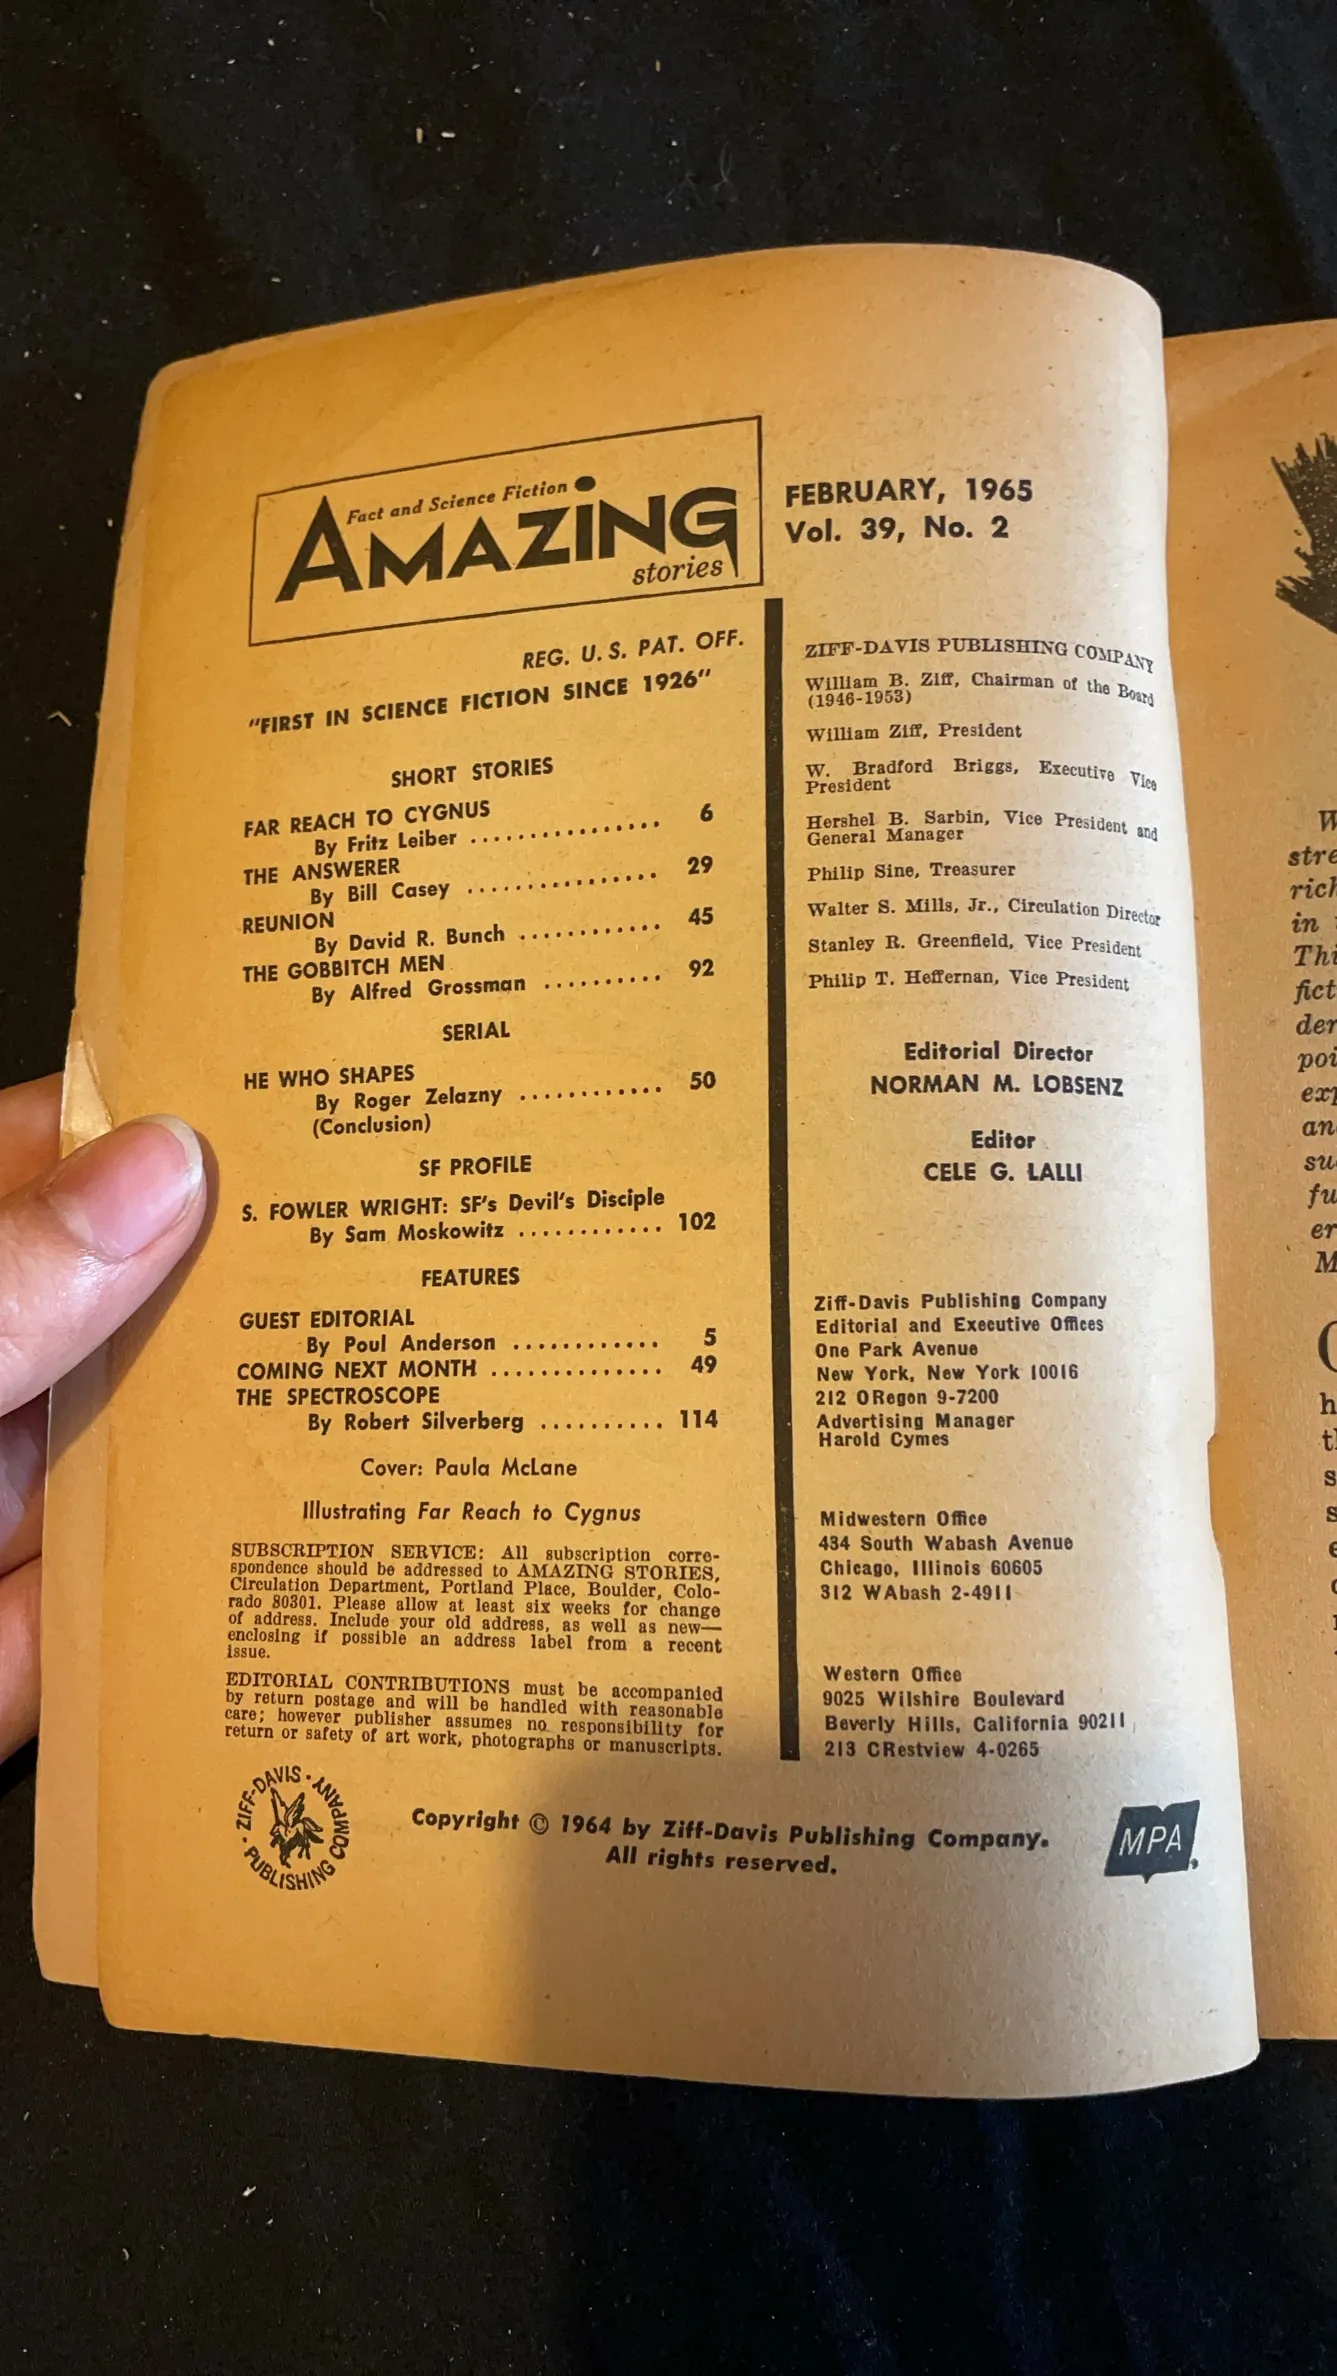 Fact and Science Fiction
AMAZING
stories
FEBRUARY, 1965
Vol. 39, No. 2
REG. U. S. PAT. OFF.
"FIRST IN SCIENCE FICTION SINCE 1926"
SHORT STORIES
FAR REACH TO CYGNUS
By Fritz Leiber ................ 6
THE ANSWERER
By Bill Casey ................ 29
REUNION
By David R. Bunch ............ 45
THE GOBBITCH MEN
By Alfred Grossman .......... 92
SERIAL
HE WHO SHAPES
By Roger Zelazny ............ 50
(Conclusion)
SF PROFILE
S. FOWLER WRIGHT: SF's Devil's Disciple
By Sam Moskowitz ............ 102
FEATURES
GUEST EDITORIAL
By Poul Anderson ............ 5
COMING NEXT MONTH .............. 49
THE SPECTROSCOPE
By Robert Silverberg .......... 114
Cover: Paula McLane
Illustrating Far Reach to Cygnus
SUBSCRIPTION SERVICE: All subscription corre-
spondence should be addressed to AMAZING STORIES,
Circulation Department, Portland Place, Boulder, Colo-
rado 80301. Please allow at least six weeks for change
of address. Include your old address, as well as new—
enclosing if possible an address label from a recent
issue.
EDITORIAL CONTRIBUTIONS must be accompanied
by return postage and will be handled with reasonable
care; however publisher assumes no responsibility for
return or safety of art work, photographs or manuscripts.
ZIFF-DAVIS PUBLISHING COMPANY
William B. Ziff, Chairman of the Board
(1946-1953)
William Ziff, President
W. Bradford Briggs, Executive Vice
President
Hershel B. Sarbin, Vice President and
General Manager
Philip Sine, Treasurer
Walter S. Mills, Jr., Circulation Director
Stanley R. Greenfield, Vice President
Philip T. Heffernan, Vice President
Editorial Director
NORMAN M. LOBSENZ
Editor
CELE G. LALLI
Ziff-Davis Publishing Company
Editorial and Executive Offices
One Park Avenue
New York, New York 10016
212 ORegon 9-7200
Advertising Manager
Harold Cymes
Midwestern Office
434 South Wabash Avenue
Chicago, Illinois 60605
312 WAbash 2-4911
Western Office
9025 Wilshire Boulevard
Beverly Hills, California 90211
213 CRestview 4-0265
ZIFF-DAVIS · PUBLISHING COMPANY ·
Copyright © 1964 by Ziff-Davis Publishing Company.
All rights reserved.
MPA